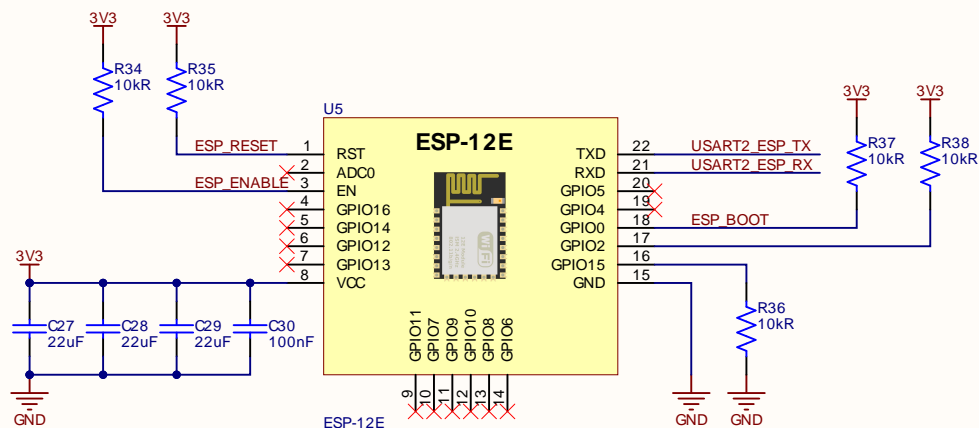 3V3
3V3
R34
10kR
R35
10kR
U5
ESP-12E
3V3
3V3
R37
10kR
R38
10kR
ESP_RESET
1
RST
TXD
22
USART2_ESP_TX
2
ADC0
RXD
21
USART2_ESP_RX
ESP_ENABLE
3
EN
GPIO5
20
4
GPIO16
GPIO4
19
5
GPIO14
GPIO0
18
ESP_BOOT
6
GPIO12
GPIO2
17
7
GPIO13
GPIO15
16
3V3
8
VCC
GND
15
WiFi
C27
22uF
C28
22uF
C29
22uF
C30
100nF
R36
10kR
GPIO11
GPIO7
GPIO9
GPIO10
GPIO8
GPIO6
9
10
11
12
13
14
GND
ESP-12E
GND
GND